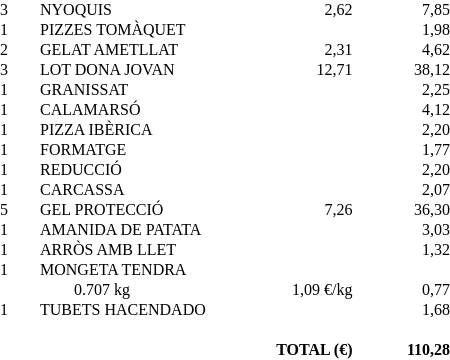 3 NYOQUIS 2,62 7,85
1 PIZZES TOMÀQUET 1,98
2 GELAT AMETLLAT 2,31 4,62
3 LOT DONA JOVAN 12,71 38,12
1 GRANISSAT 2,25
1 CALAMARSÓ 4,12
1 PIZZA IBÈRICA 2,20
1 FORMATGE 1,77
1 REDUCCIÓ 2,20
1 CARCASSA 2,07
5 GEL PROTECCIÓ 7,26 36,30
1 AMANIDA DE PATATA 3,03
1 ARRÒS AMB LLET 1,32
1 MONGETA TENDRA
0.707 kg 1,09 €/kg 0,77
1 TUBETS HACENDADO 1,68
TOTAL (€) 110,28